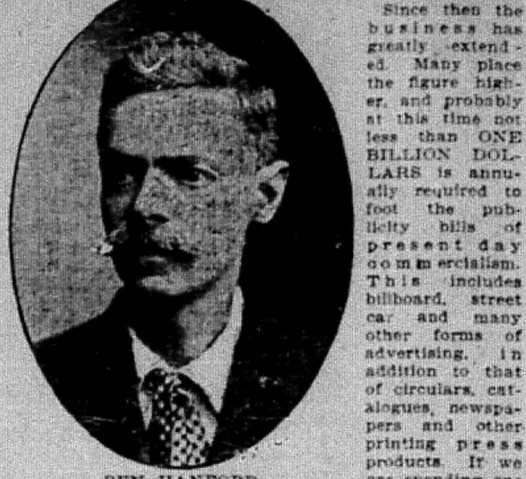 Since then the
business has
greatly extend-
ed. Many place
the figure high-
er, and probably
at this time not
less than ONE
BILLION DOL-
LARS is annu-
ally required to
foot the pub-
licity bills of
present day
commercialism.
This includes
billboard, street
car and many
other forms of
advertising, in
addition to that
of circulars, cat-
alogues, newspa-
pers and other
printing press
products. If we
are spending one
BEN HANFORD